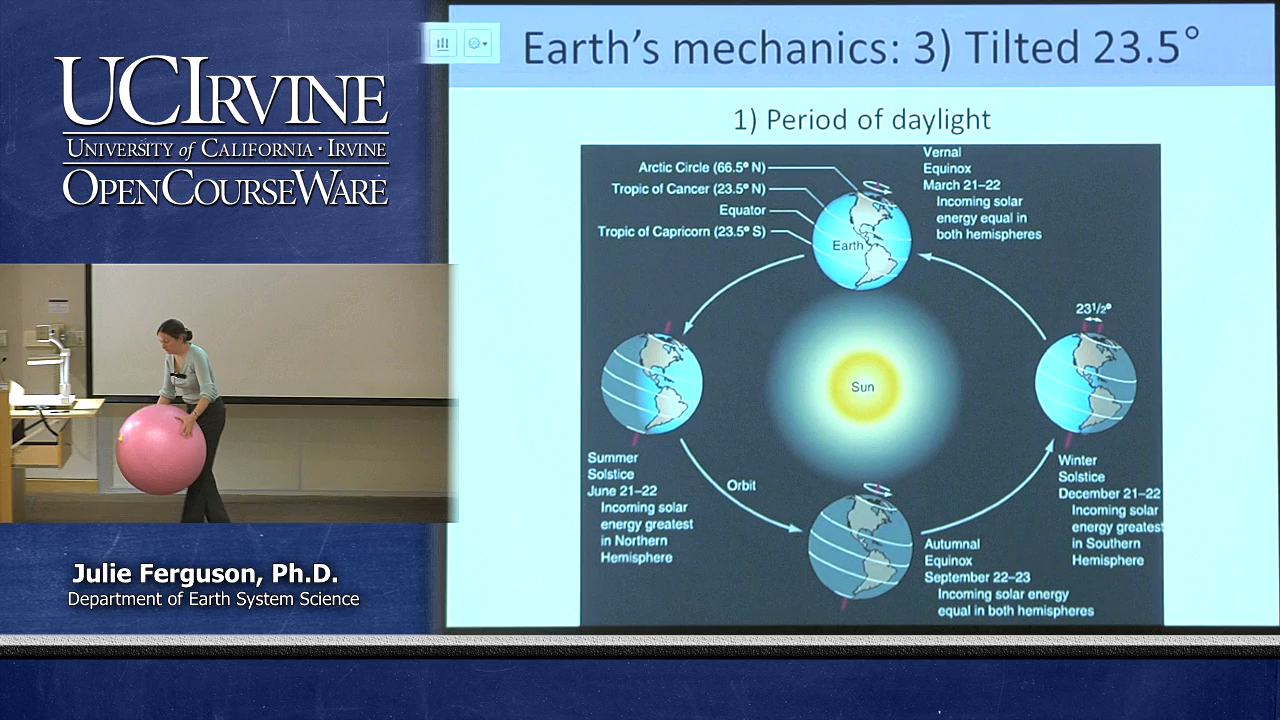 UCIRVINE
UNIVERSITY of CALIFORNIA · IRVINE
OPENCOURSEWARE
Earth's mechanics: 3) Tilted 23.5°
1) Period of daylight
Arctic Circle (66.5° N)
Tropic of Cancer (23.5° N)
Equator
Tropic of Capricorn (23.5° S)
Earth
Vernal
Equinox
March 21–22
Incoming solar
energy equal in
both hemispheres
23½°
Sun
Summer
Solstice
June 21–22
Incoming solar
energy greatest
in Northern
Hemisphere
Orbit
Winter
Solstice
December 21–22
Incoming solar
energy greatest
in Southern
Hemisphere
Autumnal
Equinox
September 22–23
Incoming solar energy
equal in both hemispheres
Julie Ferguson, Ph.D.
Department of Earth System Science